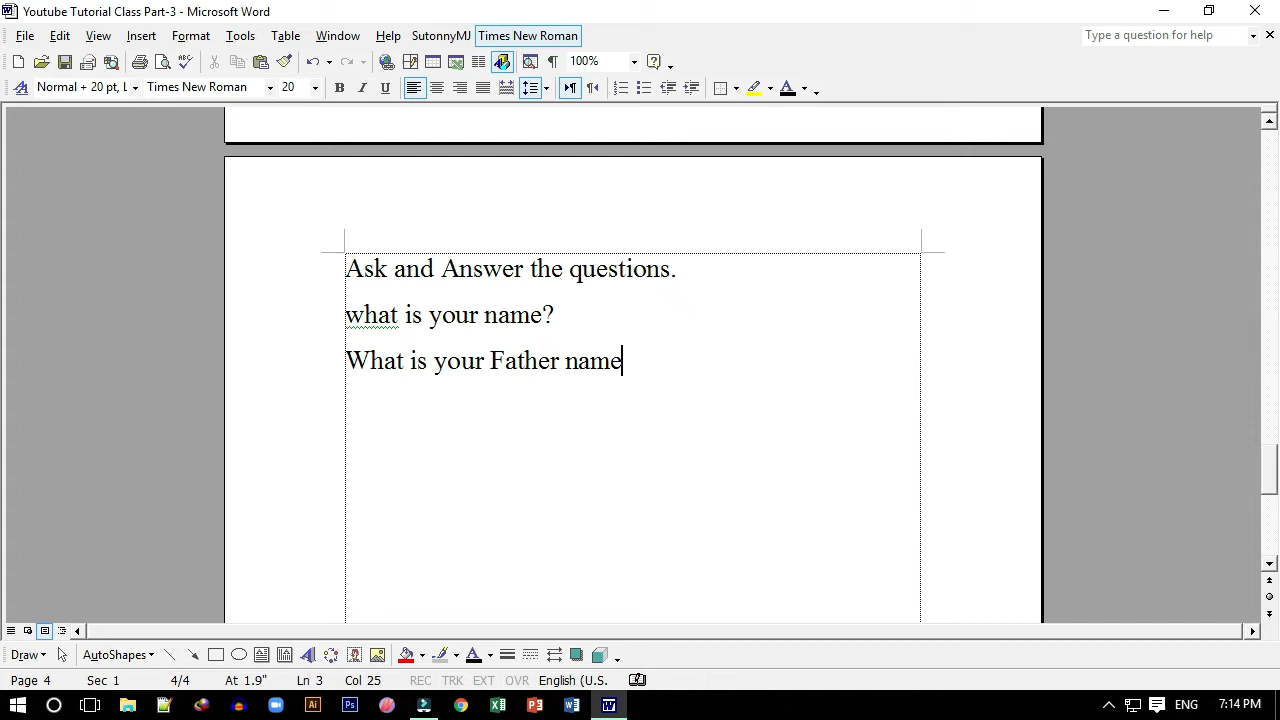 Youtube Tutorial Class Part-3 - Microsoft Word
File Edit View Insert Format Tools Table Window Help SutonnyMJ Times New Roman Type a question for help
100%
Normal + 20 pt, L Times New Roman 20 B I U
Ask and Answer the questions.
what is your name?
What is your Father name
Draw AutoShapes
Page 4 Sec 1 4/4 At 1.9" Ln 3 Col 25 REC TRK EXT OVR English (U.S.
ENG 7:14 PM